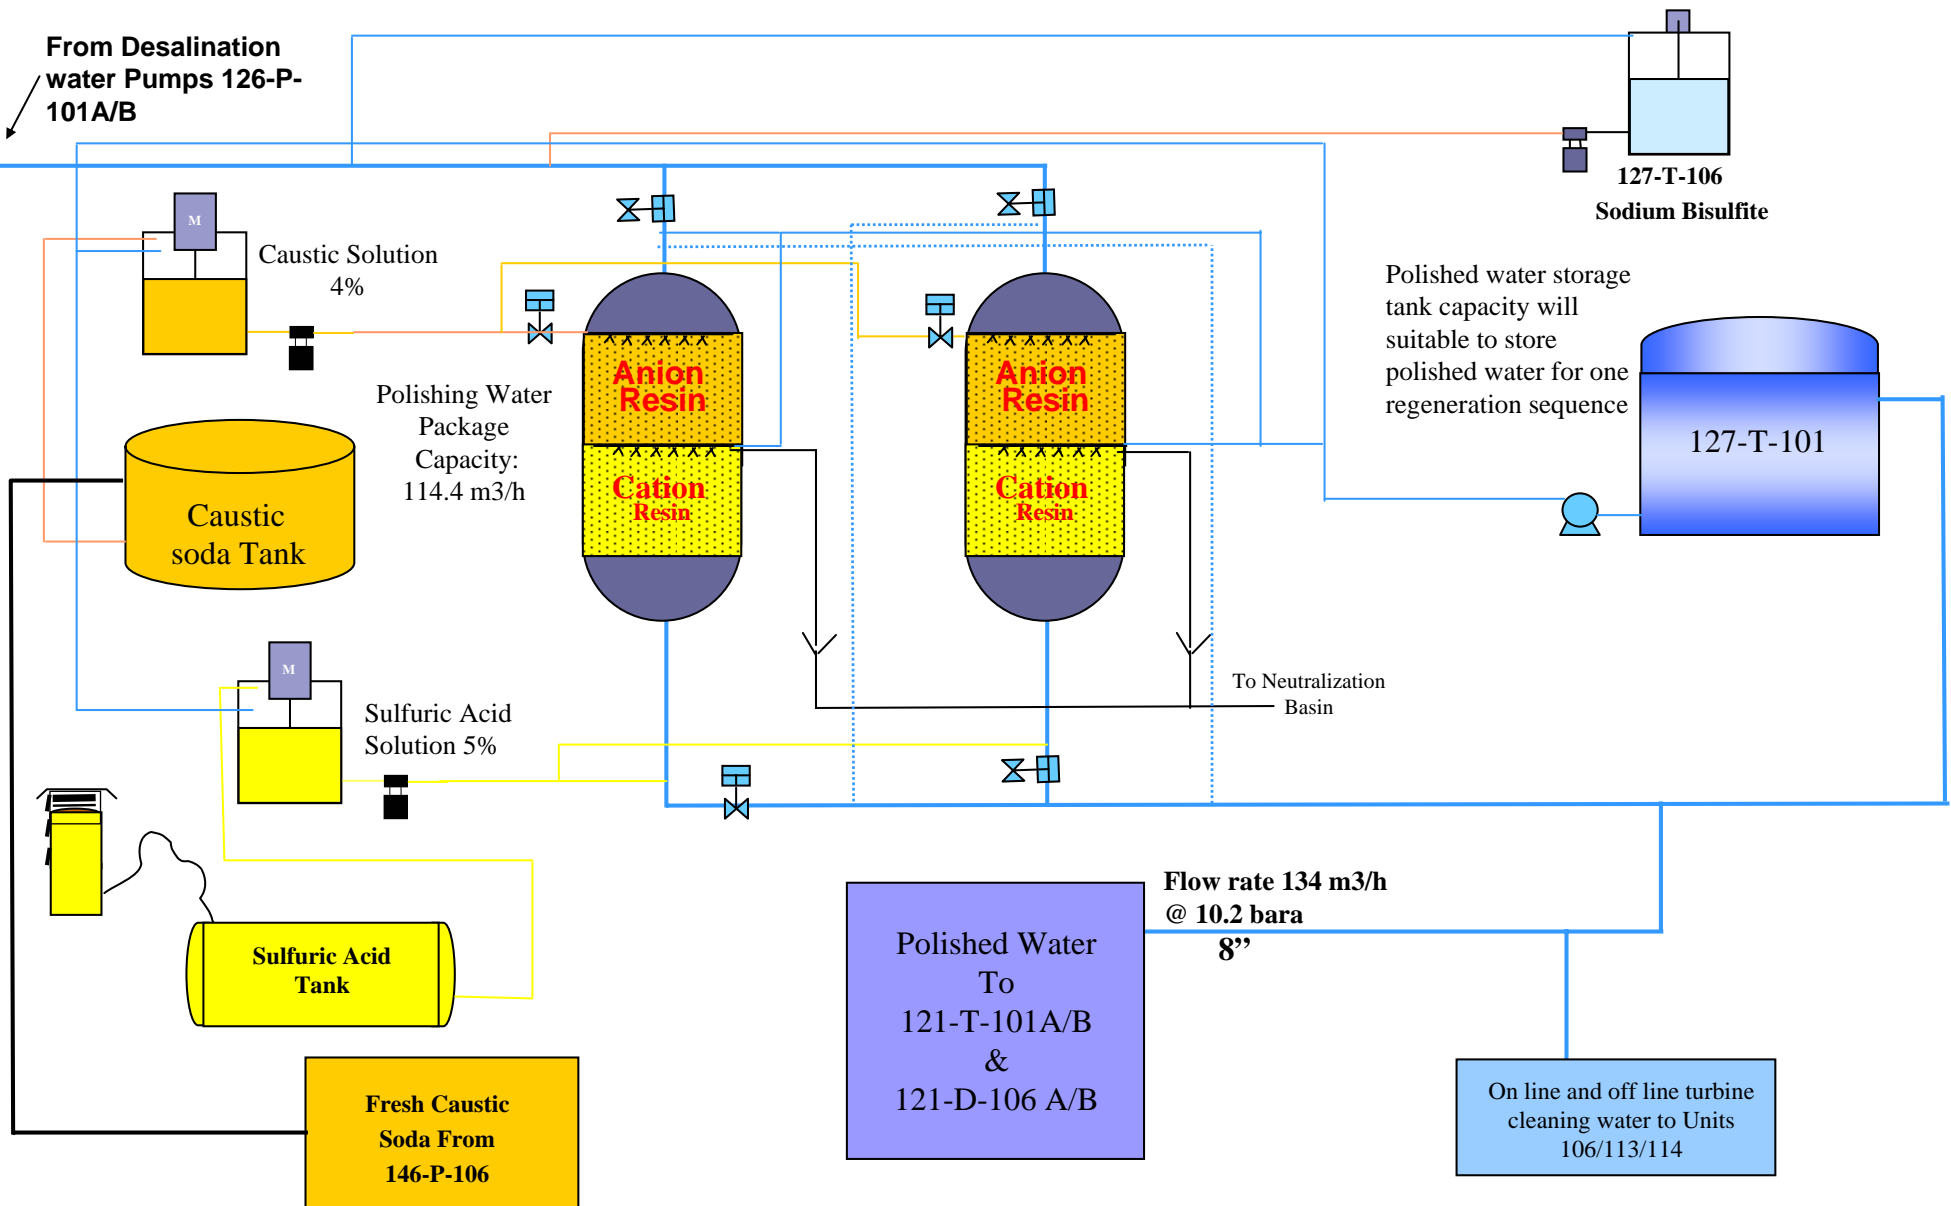 From Desalination
water Pumps 126-P-
101A/B
127-T-106
Sodium Bisulfite
M
Caustic Solution
4%
Polishing Water
Package
Capacity:
114.4 m3/h
Anion
Resin
Cation
Resin
Anion
Resin
Cation
Resin
Polished water storage
tank capacity will
suitable to store
polished water for one
regeneration sequence
127-T-101
Caustic
soda Tank
M
Sulfuric Acid
Solution 5%
To Neutralization
Basin
Sulfuric Acid
Tank
Fresh Caustic
Soda From
146-P-106
Polished Water
To
121-T-101A/B
&
121-D-106 A/B
Flow rate 134 m3/h
@ 10.2 bara
8”
On line and off line turbine
cleaning water to Units
106/113/114